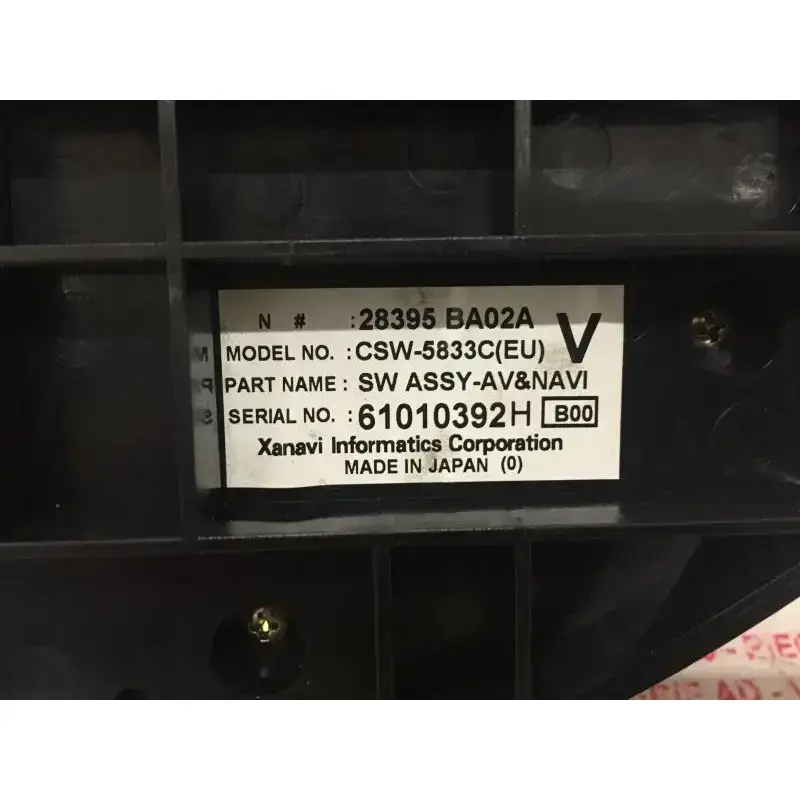 N # : 28395 BA02A
V
MODEL NO. : CSW-5833C(EU)
PART NAME : SW ASSY-AV&NAVI
SERIAL NO. : 61010392H B00
Xanavi Informatics Corporation
MADE IN JAPAN (0)